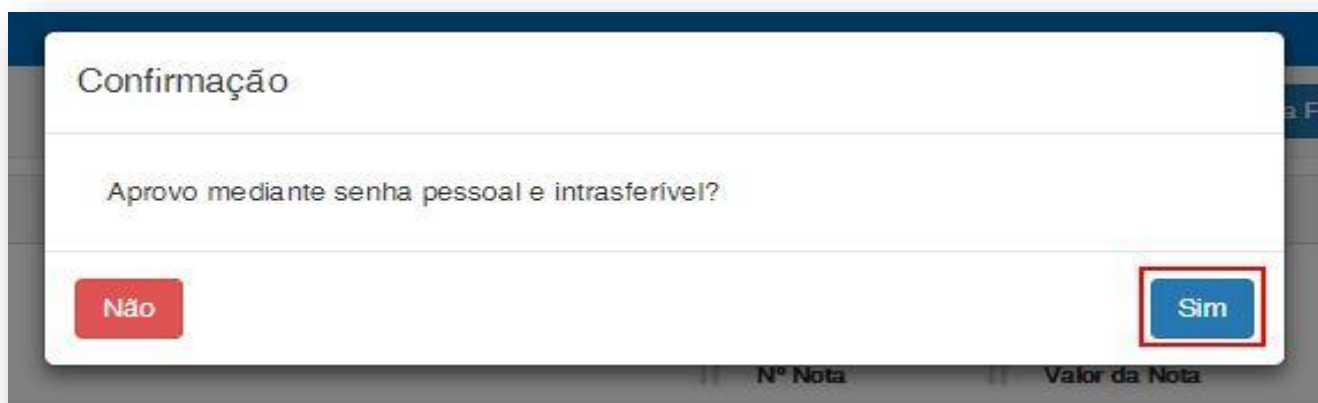 Confirmação
a F
Aprovo mediante senha pessoal e intrasferível?
Não
Sim
Nº Nota
Valor da Nota